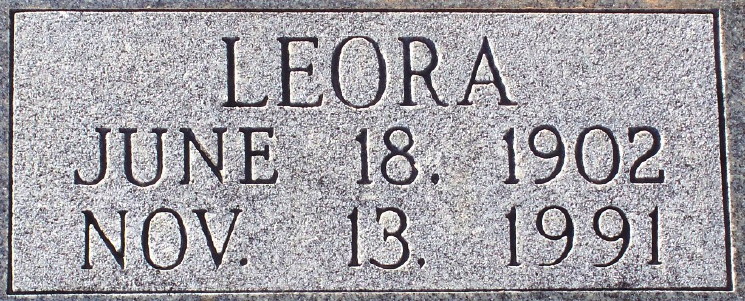 LEORA
JUNE 18, 1902
NOV. 13, 1991